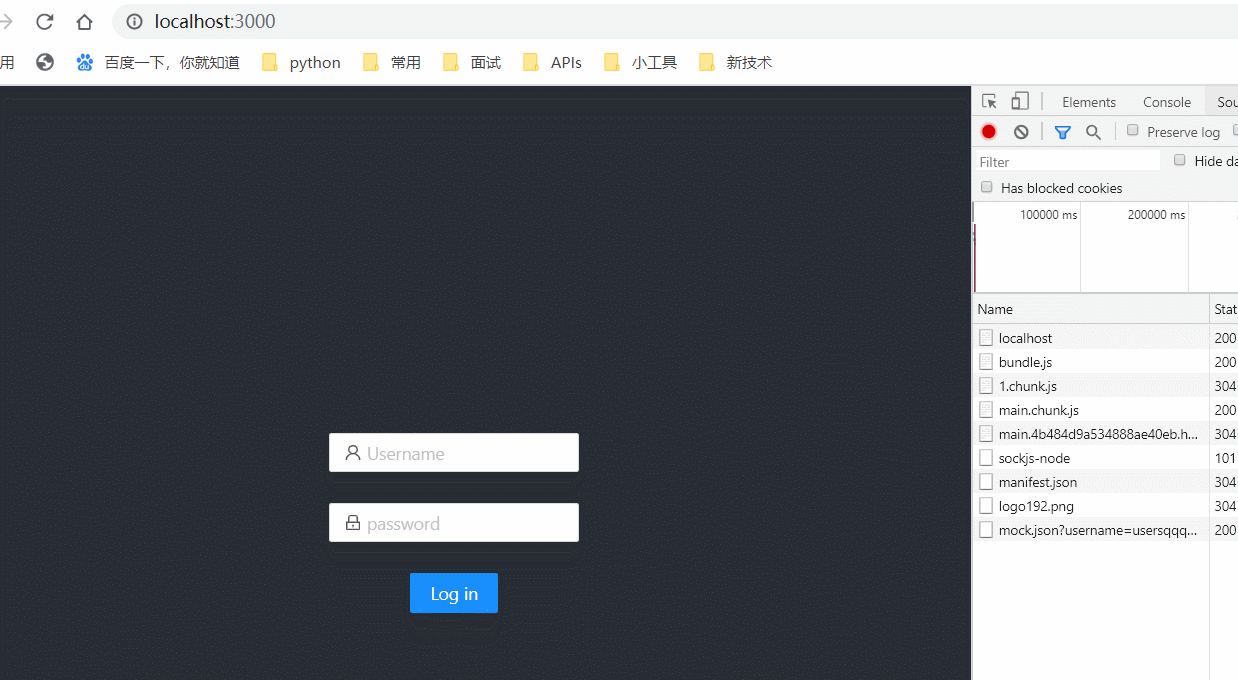 localhost:3000
用 百度一下，你就知道 python 常用 面试 APIs 小工具 新技术
Elements Console Sou
Preserve log
Filter Hide da
Has blocked cookies
100000 ms 200000 ms
Name Stat
localhost 200
bundle.js 200
1.chunk.js 304
main.chunk.js 200
main.4b484d9a534888ae40eb.h... 304
sockjs-node 101
manifest.json 304
logo192.png 304
mock.json?username=usersqqq... 200
Username
password
Log in